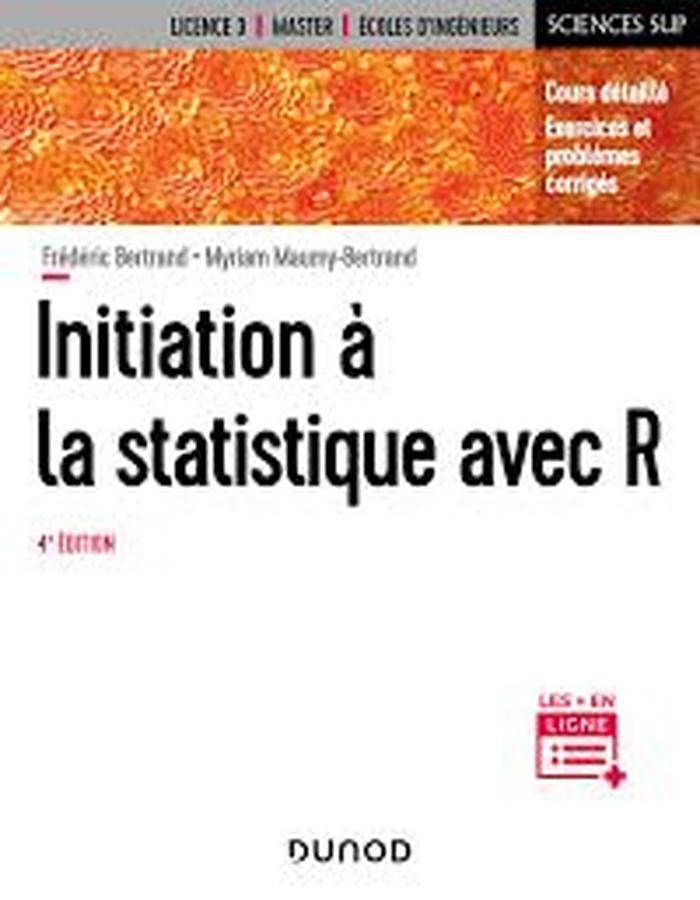 LICENCE 3 | MASTER | ÉCOLES D'INGÉNIEURS
SCIENCES SUP
Cours détaillé
Exercices et
problèmes
corrigés
Frédéric Bertrand • Myriam Maumy-Bertrand
Initiation à
la statistique avec R
4e ÉDITION
LES + EN
LIGNE
DUNOD